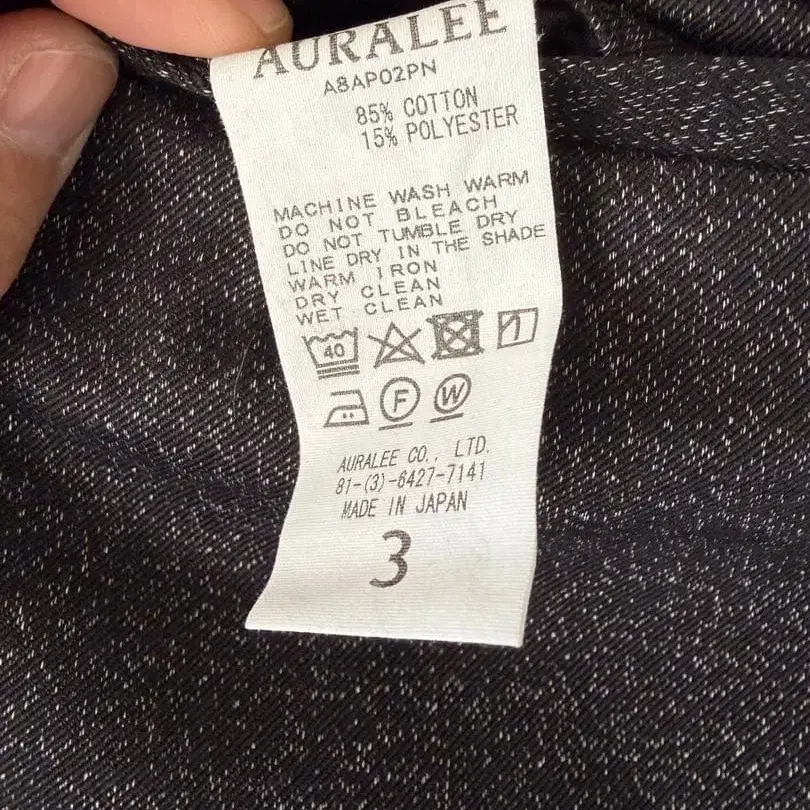 AURALEE
A8AP02PN
85% COTTON
15% POLYESTER
MACHINE WASH WARM
DO NOT BLEACH
DO NOT TUMBLE DRY
LINE DRY IN THE SHADE
WARM IRON
DRY CLEAN
WET CLEAN
40
F W
AURALEE CO., LTD.
81-(3)-6427-7141
MADE IN JAPAN
3